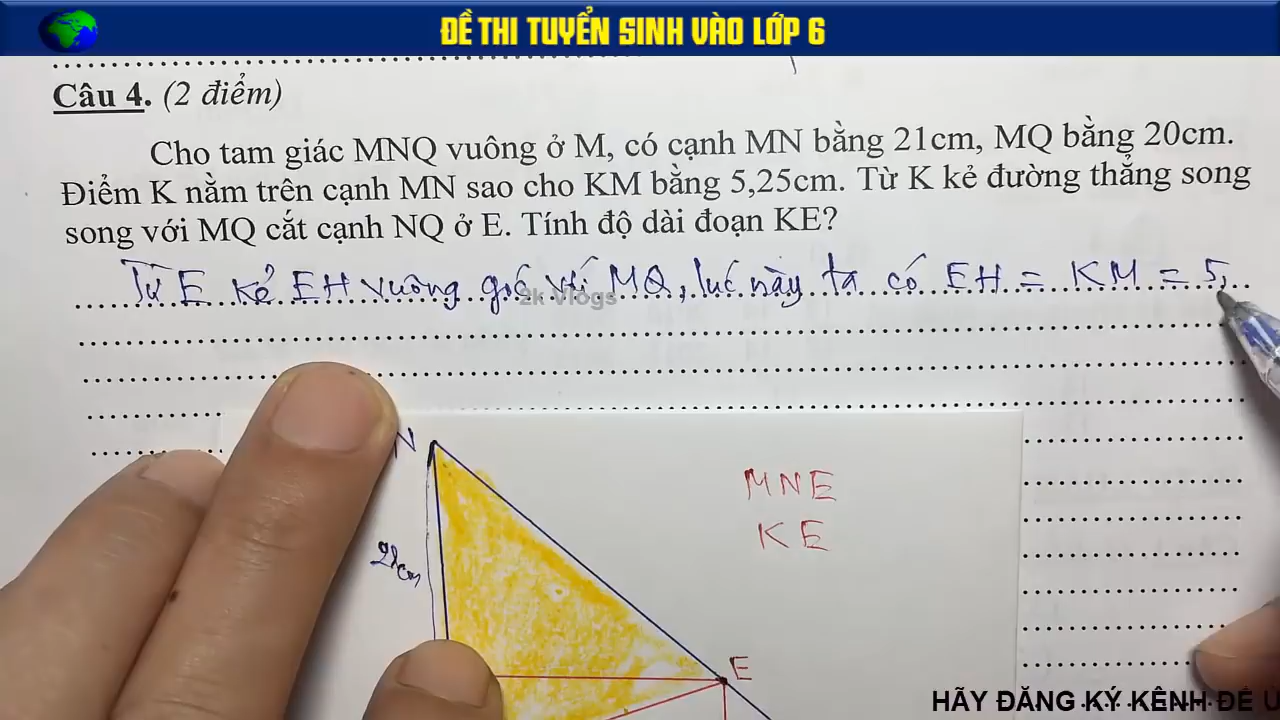 ĐỀ THI TUYỂN SINH VÀO LỚP 6
Câu 4. (2 điểm)
Cho tam giác MNQ vuông ở M, có cạnh MN bằng 21cm, MQ bằng 20cm.
Điểm K nằm trên cạnh MN sao cho KM bằng 5,25cm. Từ K kẻ đường thẳng song
song với MQ cắt cạnh NQ ở E. Tính độ dài đoạn KE?
Từ E kẻ EH vuông góc với MQ, lúc này ta có EH = KM = 5,
2k Vlogs
N
MNE
KE
21cm
E
HÃY ĐĂNG KÝ KÊNH ĐỂ Ủ